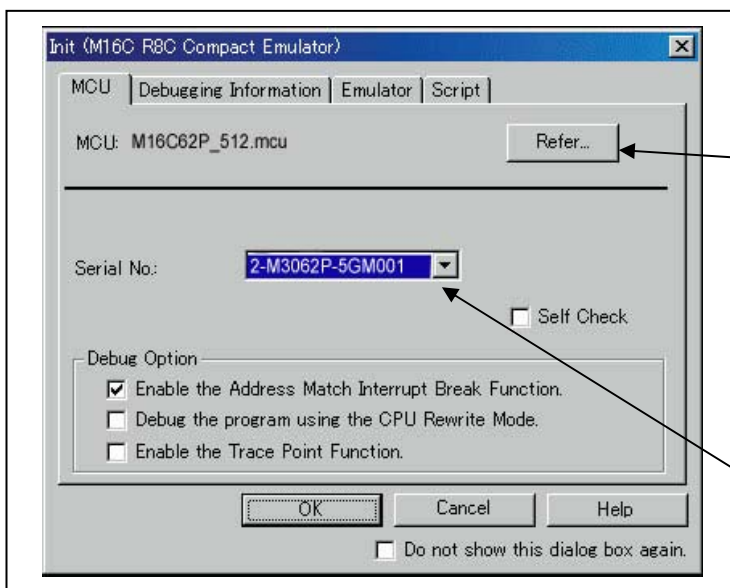 Init (M16C R8C Compact Emulator)
MCU Debugging Information Emulator Script
MCU: M16C62P_512.mcu Refer...
Serial No.: 2-M3062P-5GM001
Self Check
Debug Option
Enable the Address Match Interrupt Break Function.
Debug the program using the CPU Rewrite Mode.
Enable the Trace Point Function.
OK Cancel Help
Do not show this dialog box again.